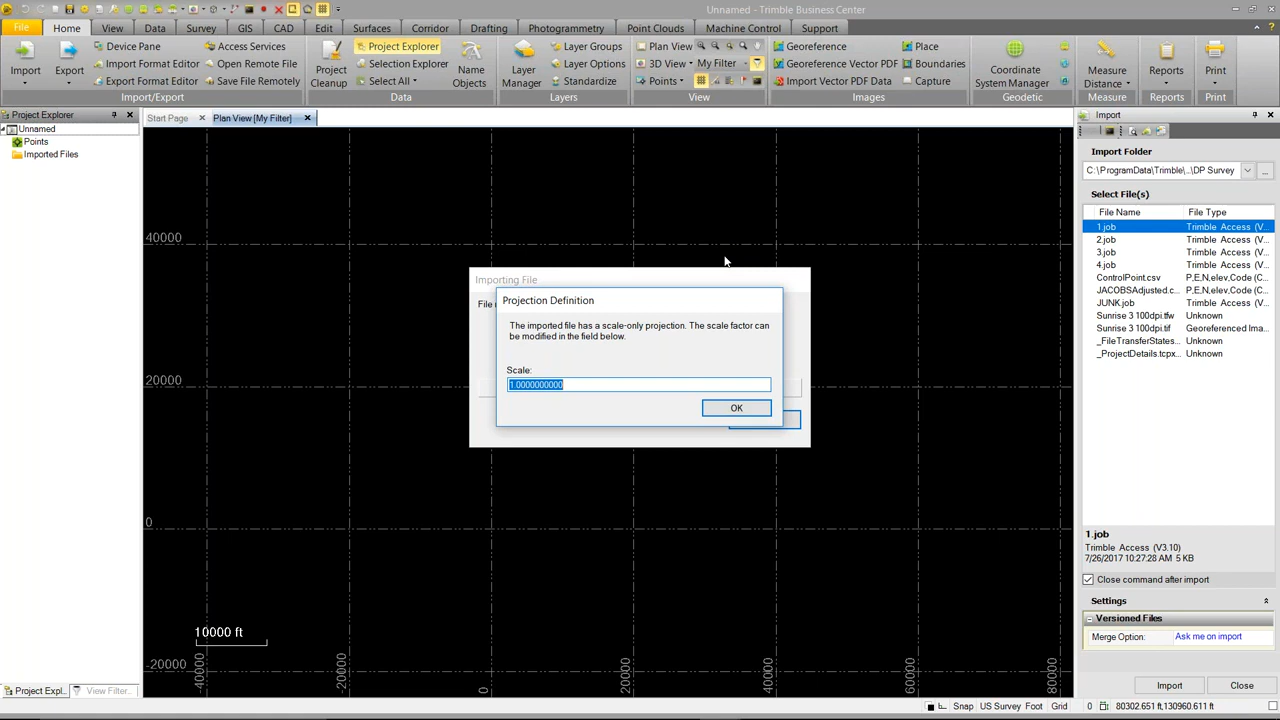 Unnamed - Trimble Business Center
File
Home
View
Data
Survey
GIS
CAD
Edit
Surfaces
Corridor
Drafting
Photogrammetry
Point Clouds
Machine Control
Support
Import
Export
Device Pane
Import Format Editor
Export Format Editor
Access Services
Open Remote File
Save File Remotely
Import/Export
Project
Cleanup
Project Explorer
Selection Explorer
Select All
Name
Objects
Data
Layer
Manager
Layer Groups
Layer Options
Standardize
Layers
Plan View
3D View
My Filter
Points
View
Georeference
Georeference Vector PDF
Import Vector PDF Data
Place
Boundaries
Capture
Images
Coordinate
System Manager
Geodetic
Measure
Distance
Measure
Reports
Reports
Print
Print
Project Explorer
Unnamed
Points
Imported Files
Start Page
Plan View [My Filter]
40000
20000
0
-20000
10000 ft
-40000
-20000
0
20000
40000
60000
80000
Importing File
Projection Definition
The imported file has a scale-only projection. The scale factor can
be modified in the field below.
Scale:
1.0000000000
OK
Import
Import Folder
C:\ProgramData\Trimble\...\DP Survey
...
Select File(s)
File Name File Type
1.job Trimble Access (V...
2.job Trimble Access (V...
3.job Trimble Access (V...
4.job Trimble Access (V...
ControlPoint.csv P,E,N,elev,Code (C...
JACOBSAdjusted.c... P,E,N,elev,Code (C...
JUNK.job Trimble Access (V...
Sunrise 3 100dpi.tfw Unknown
Sunrise 3 100dpi.tif Georeferenced Ima...
_FileTransferStates... Unknown
_ProjectDetails.tcpx... Unknown
1.job
Trimble Access (V3.10)
7/26/2017 10:27:28 AM 5 KB
Close command after import
Settings
Versioned Files
Merge Option: Ask me on import
Import
Close
Project Expl...
View Filter...
Snap
US Survey Foot
Grid
0
80302.651 ft,130960.611 ft